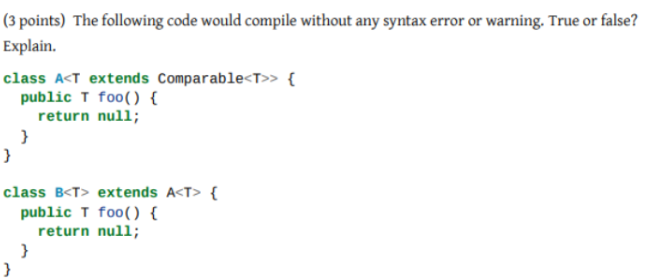 (3 points) The following code would compile without any syntax error or warning. True or false?
Explain.
class A<T extends Comparable<T>> {
  public T foo() {
    return null;
  }
}
class B<T> extends A<T> {
  public T foo() {
    return null;
  }
}